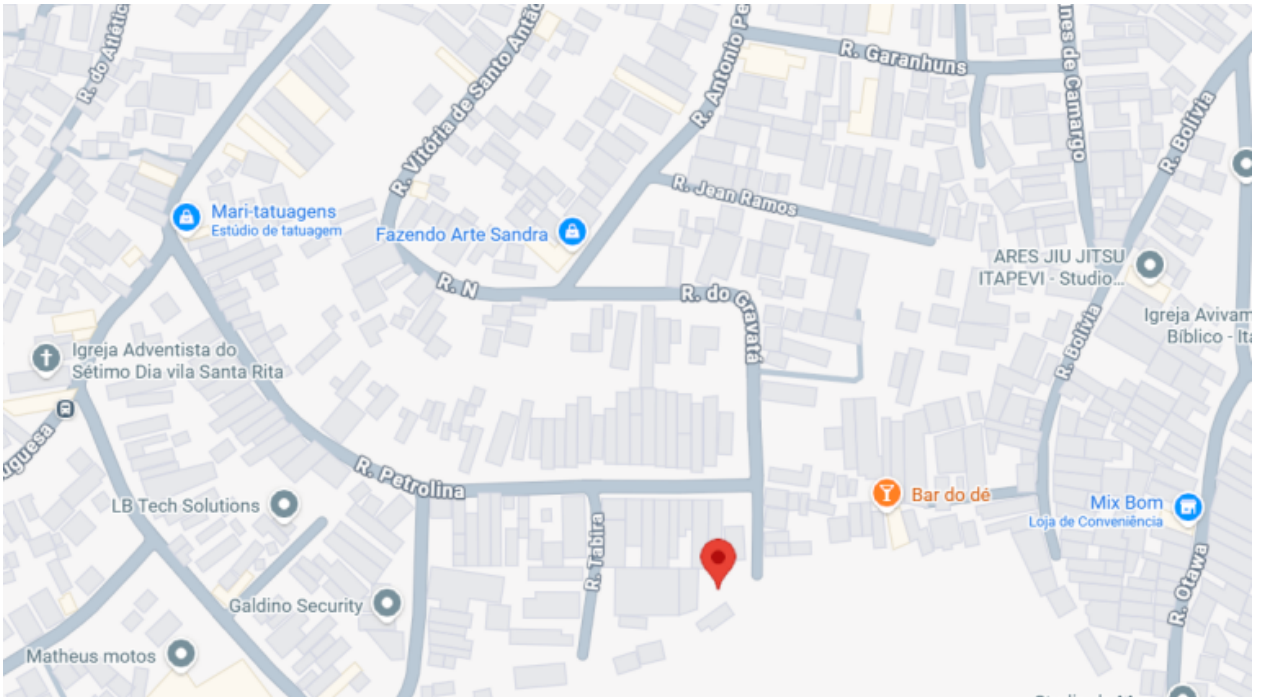 R. do Atlétic
R. Vitória de Santo Antão
R. Antonio Pe
R. Garanhuns
nes de Camargo
R. Bolívia
Mari-tatuagens
Estúdio de tatuagem
Fazendo Arte Sandra
R. Jean Ramos
ARES JIU JITSU
ITAPEVI - Studio...
R. N
R. do Gravatá
Igreja Avivam
Bíblico - Ita
R. Bolívia
Igreja Adventista do
Sétimo Dia vila Santa Rita
uguesa
R. Petrolina
LB Tech Solutions
Bar do dé
Mix Bom
Loja de Conveniência
R. Tabira
R. Otawa
Galdino Security
Matheus motos